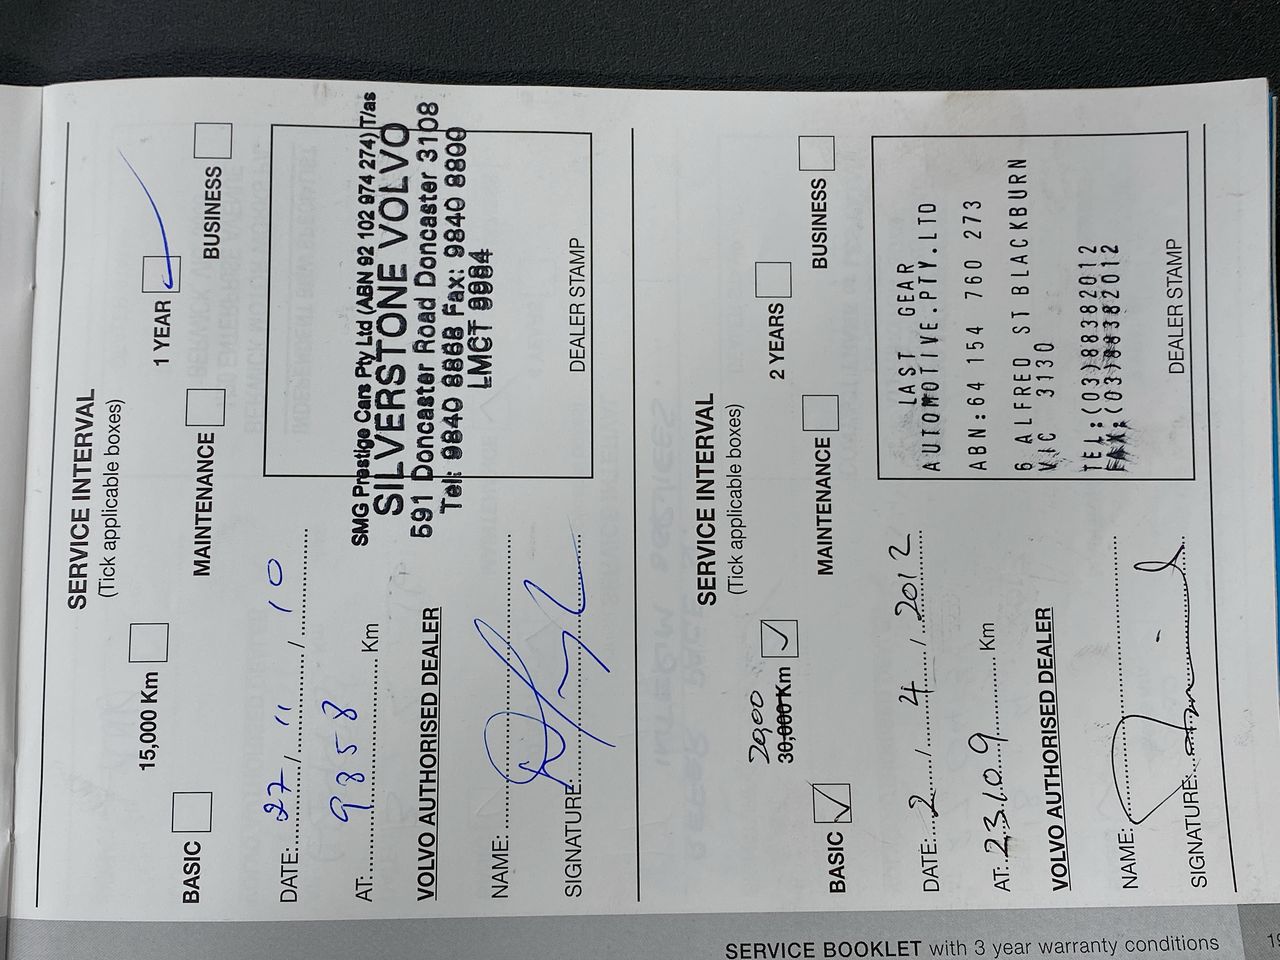 SERVICE INTERVAL
(Tick applicable boxes)
15,000 Km
1 YEAR
BASIC
MAINTENANCE
BUSINESS
DATE: 27 / 11 / 10
AT: 9858 Km
VOLVO AUTHORISED DEALER
NAME:
SIGNATURE:
SMG Prestige Cars Pty Ltd (ABN 92 102 974 274) T/as
SILVERSTONE VOLVO
591 Doncaster Road Doncaster 3108
Tel: 9840 8868 Fax: 9840 8800
LMCT 9984
DEALER STAMP
SERVICE INTERVAL
(Tick applicable boxes)
30,000 Km
2 YEARS
BASIC
MAINTENANCE
BUSINESS
DATE: 2 / 4 / 2012
AT: 23109 Km
VOLVO AUTHORISED DEALER
NAME:
SIGNATURE:
LAST GEAR
AUTOMOTIVE.PTY.LTD
ABN:64 154 760 273
6 ALFRED ST BLACKBURN
VIC 3130
TEL:(03)88382012
FAX:(03)88382012
DEALER STAMP
SERVICE BOOKLET with 3 year warranty conditions